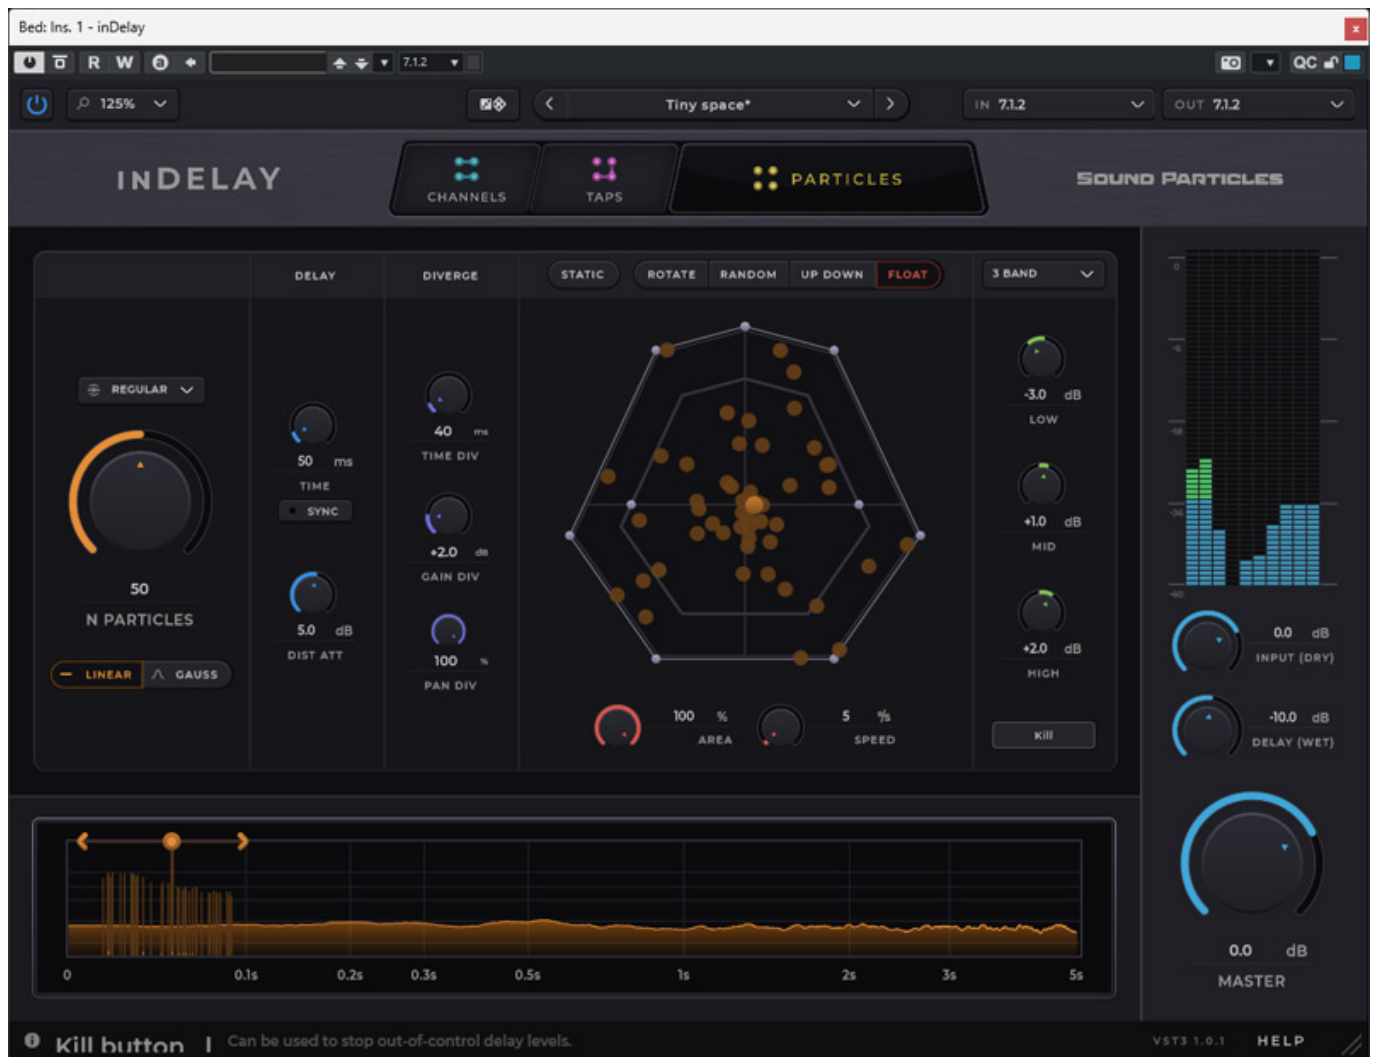 Bed: Ins. 1 - inDelay
x
R W a 7.1.2 QC
125% Tiny space* IN 7.1.2 OUT 7.1.2
INDELAY CHANNELS TAPS PARTICLES SOUND PARTICLES
DELAY DIVERGE STATIC ROTATE RANDOM UP DOWN FLOAT 3 BAND
REGULAR
50
N PARTICLES
LINEAR GAUSS
50 ms
TIME
SYNC
5.0 dB
DIST ATT
40 ms
TIME DIV
+2.0 dB
GAIN DIV
100 %
PAN DIV
100 %
AREA
5 °/s
SPEED
-3.0 dB
LOW
+1.0 dB
MID
+2.0 dB
HIGH
Kill
0
-6
-18
-36
-60
0.0 dB
INPUT (DRY)
-10.0 dB
DELAY (WET)
0.0 dB
MASTER
0 0.1s 0.2s 0.3s 0.5s 1s 2s 3s 5s
Kill button | Can be used to stop out-of-control delay levels. VST3 1.0.1 HELP